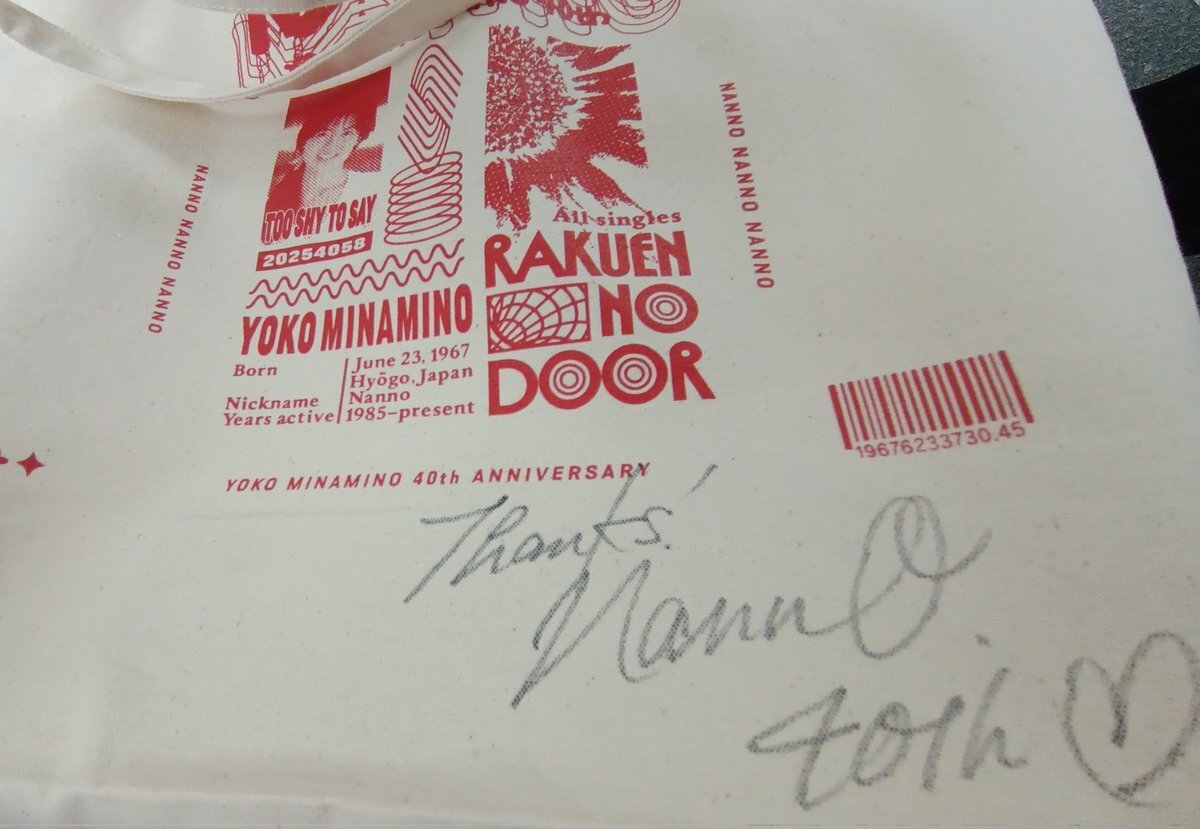 TOO SHY TO SAY
20254058
YOKO MINAMINO
Born June 23, 1967
Hyōgo, Japan
Nickname Nanno
Years active 1985–present
All singles
RAKUEN
NO
DOOR
NANNO NANNO NANNO
NANNO NANNO NANNO NANNO
19676233730.45
YOKO MINAMINO 40th ANNIVERSARY
Thanks!
NannO.
40th